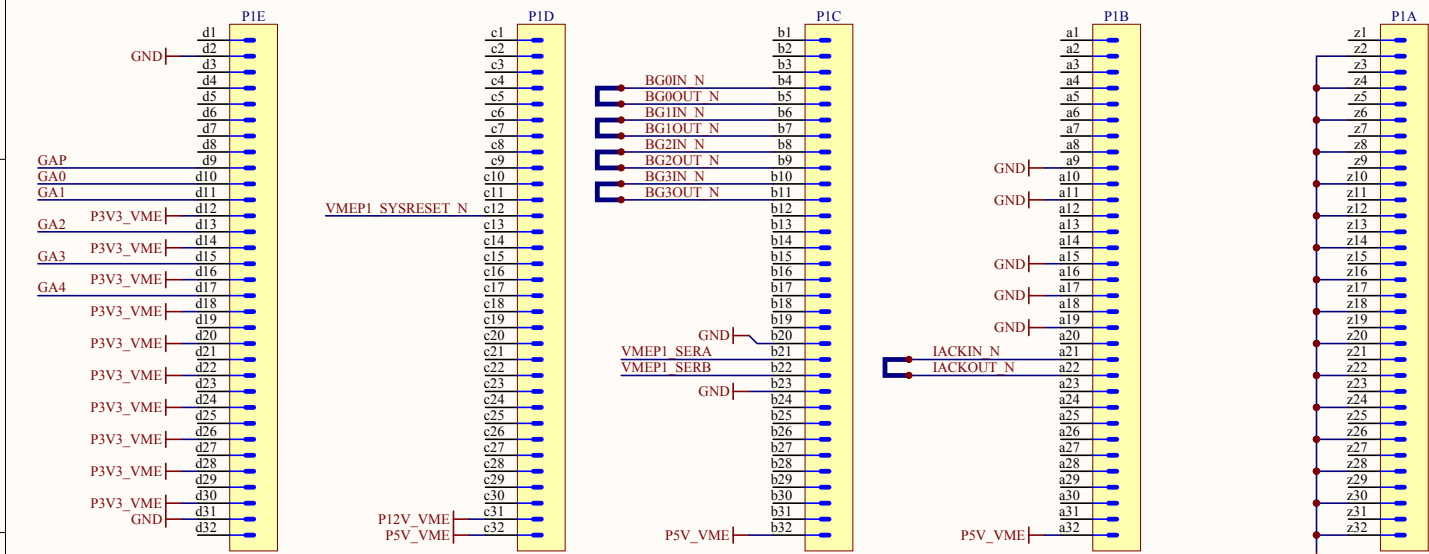 P1E
d1
GND d2
d3
d4
d5
d6
d7
d8
GAP d9
GA0 d10
GA1 d11
P3V3_VME d12
GA2 d13
P3V3_VME d14
GA3 d15
P3V3_VME d16
GA4 d17
P3V3_VME d18
d19
P3V3_VME d20
d21
P3V3_VME d22
d23
P3V3_VME d24
d25
P3V3_VME d26
d27
P3V3_VME d28
d29
P3V3_VME d30
GND d31
d32
P1D
c1
c2
c3
c4
c5
c6
c7
c8
c9
c10
c11
VMEP1_SYSRESET_N c12
c13
c14
c15
c16
c17
c18
c19
c20
c21
c22
c23
c24
c25
c26
c27
c28
c29
c30
P12V_VME c31
P5V_VME c32
P1C
b1
b2
b3
BG0IN_N b4
BG0OUT_N b5
BG1IN_N b6
BG1OUT_N b7
BG2IN_N b8
BG2OUT_N b9
BG3IN_N b10
BG3OUT_N b11
b12
b13
b14
b15
b16
b17
b18
b19
GND b20
VMEP1_SERA b21
VMEP1_SERB b22
GND b23
b24
b25
b26
b27
b28
b29
b30
b31
P5V_VME b32
P1B
a1
a2
a3
a4
a5
a6
a7
a8
GND a9
a10
GND a11
a12
a13
a14
GND a15
a16
GND a17
a18
GND a19
a20
IACKIN_N a21
IACKOUT_N a22
a23
a24
a25
a26
a27
a28
a29
a30
a31
P5V_VME a32
P1A
z1
z2
z3
z4
z5
z6
z7
z8
z9
z10
z11
z12
z13
z14
z15
z16
z17
z18
z19
z20
z21
z22
z23
z24
z25
z26
z27
z28
z29
z30
z31
z32